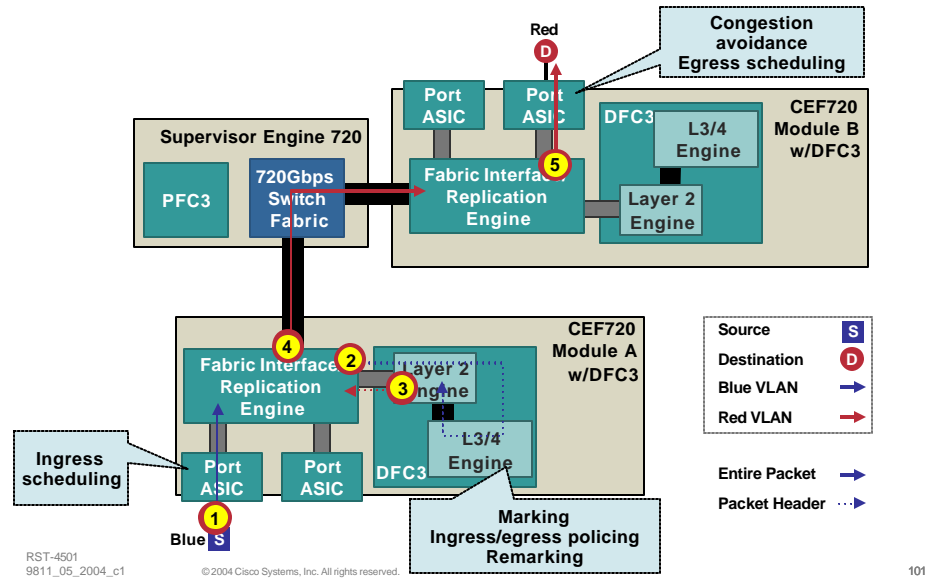 Red
D
Congestion
avoidance
Egress scheduling
Port
ASIC
Port
ASIC
DFC3
L3/4
Engine
CEF720
Module B
w/DFC3
Supervisor Engine 720
PFC3
720Gbps
Switch
Fabric
5
Fabric Interface/
Replication
Engine
Layer 2
Engine
CEF720
Module A
w/DFC3
4
2
Fabric Interface
Replication
Engine
3
Layer 2
Engine
L3/4
Engine
DFC3
Ingress
scheduling
Port
ASIC
Port
ASIC
1
Blue S
Marking
Ingress/egress policing
Remarking
Source S
Destination D
Blue VLAN
Red VLAN
Entire Packet
Packet Header
RST-4501
9811_05_2004_c1
© 2004 Cisco Systems, Inc. All rights reserved.
101